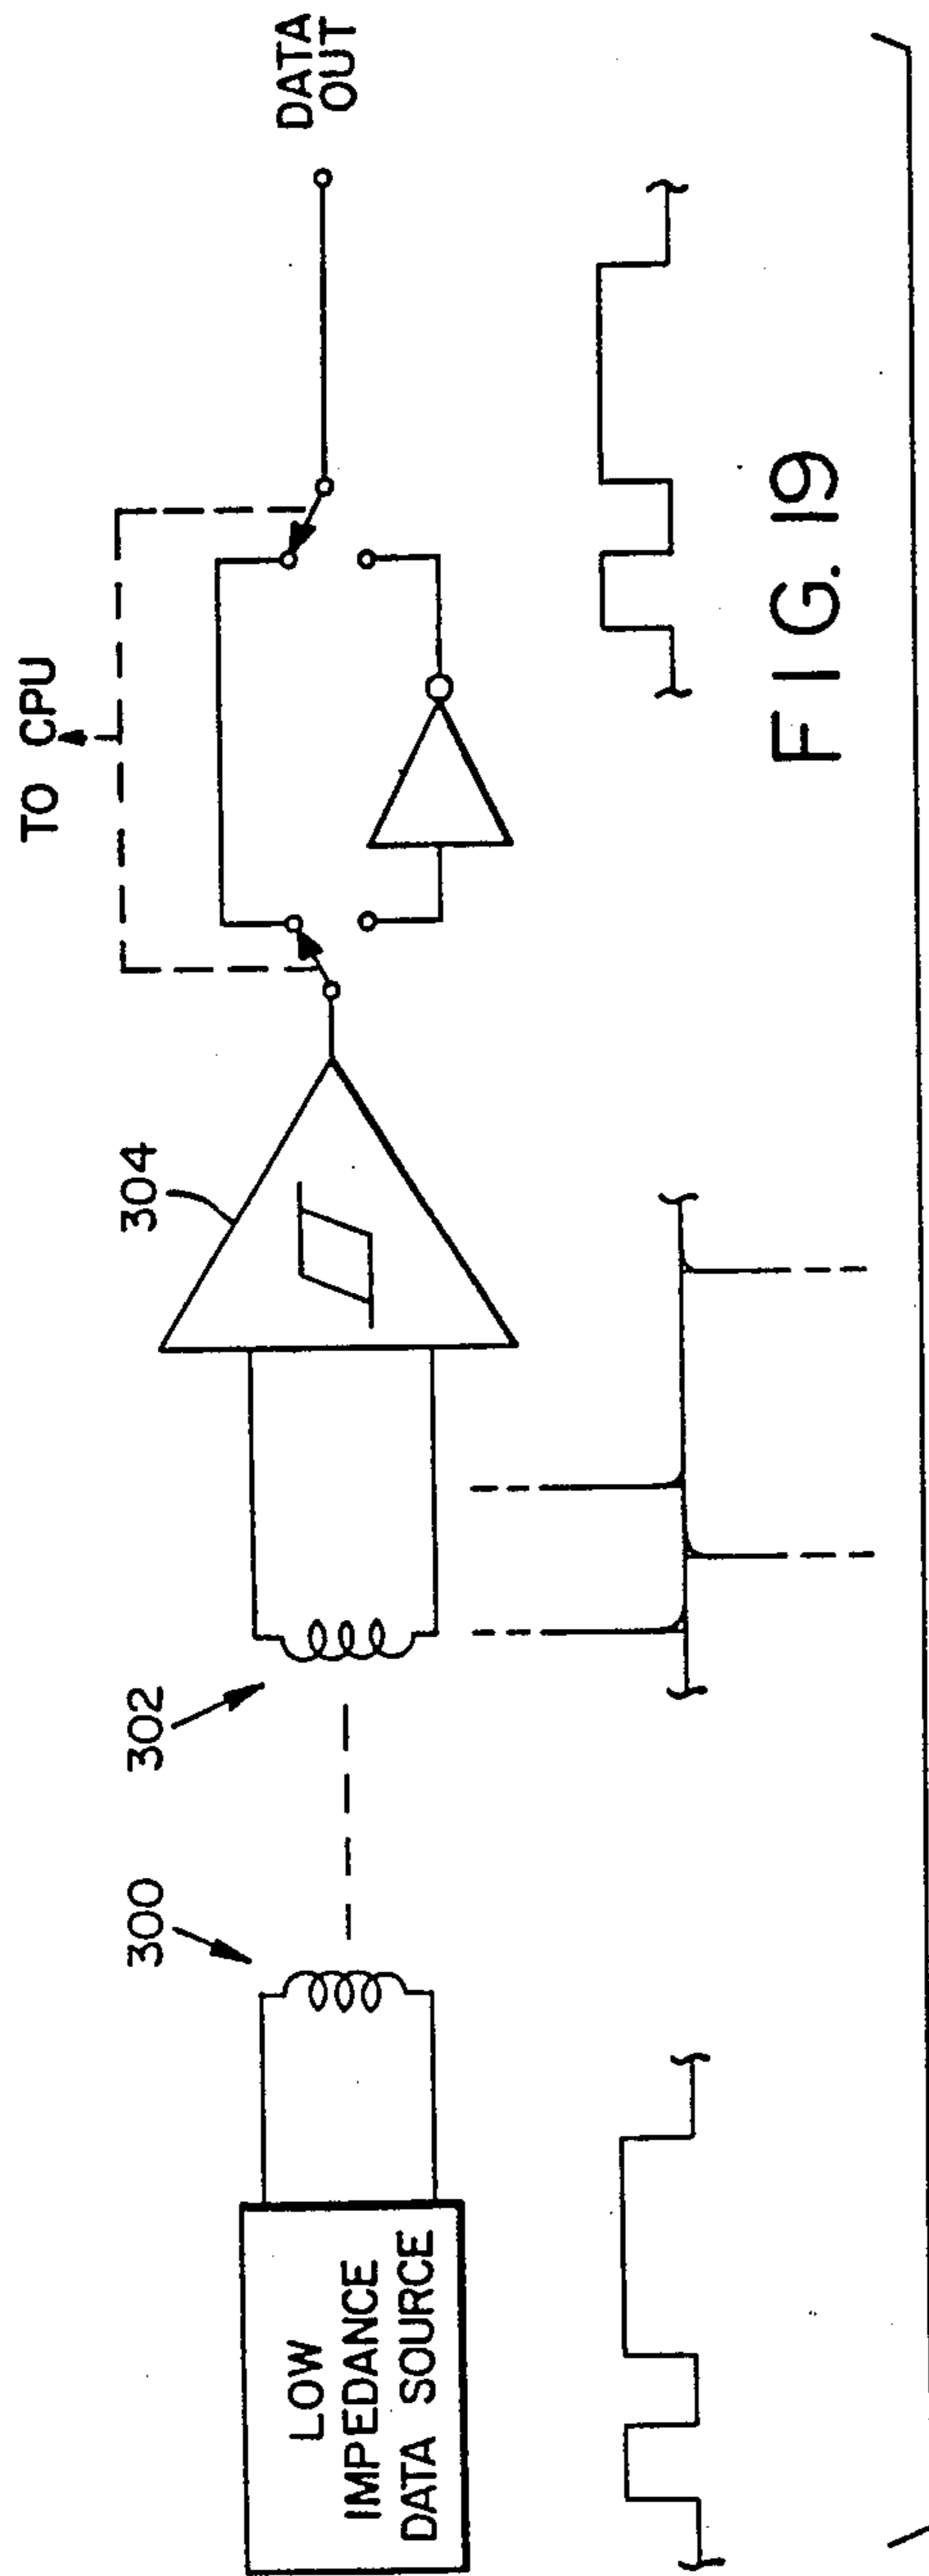 LOW
IMPEDANCE
DATA SOURCE
300
302
304
TO CPU
DATA
OUT
FIG. 19